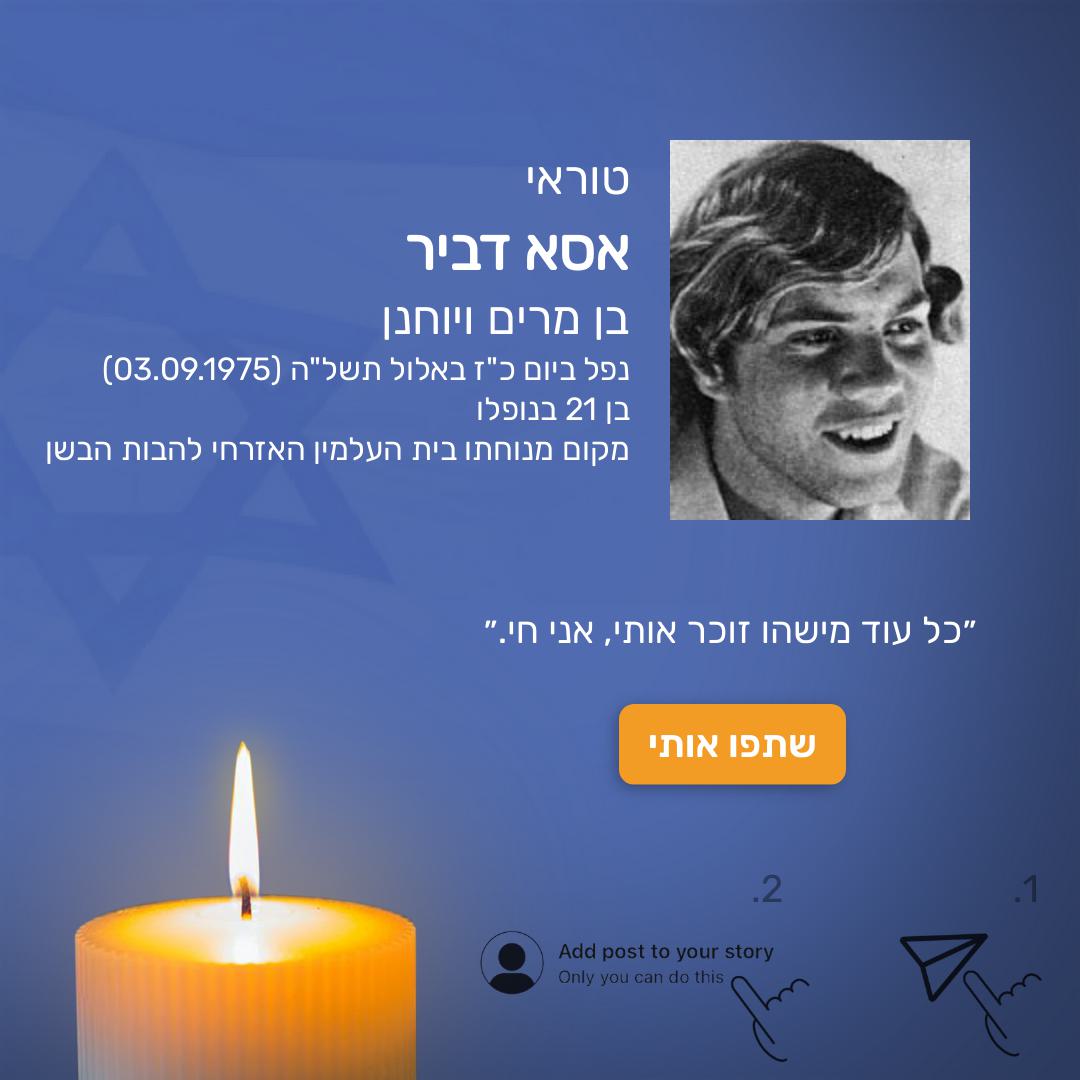 טוראי
אסא דביר
בן מרים ויוחנן
נפל ביום כ"ז באלול תשל"ה (03.09.1975)
בן 21 בנופלו
מקום מנוחתו בית העלמין האזרחי להבות הבשן
״כל עוד מישהו זוכר אותי, אני חי.״
שתפו אותי
1.
2.
Add post to your story
Only you can do this